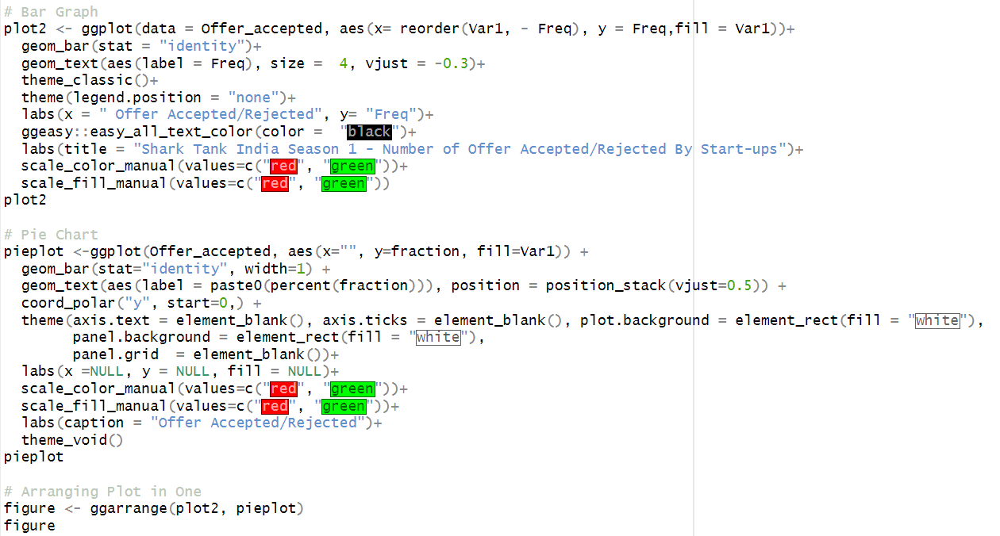 # Bar Graph
plot2 <- ggplot(data = Offer_accepted, aes(x= reorder(Var1, - Freq), y = Freq,fill = Var1))+
  geom_bar(stat = "identity")+
  geom_text(aes(label = Freq), size =  4, vjust = -0.3)+
  theme_classic()+
  theme(legend.position = "none")+
  labs(x = " Offer Accepted/Rejected", y= "Freq")+
  ggeasy::easy_all_text_color(color =  "black")+
  labs(title = "Shark Tank India Season 1 - Number of Offer Accepted/Rejected By Start-ups")+
  scale_color_manual(values=c("red", "green"))+
  scale_fill_manual(values=c("red", "green"))
plot2

# Pie Chart
pieplot <-ggplot(Offer_accepted, aes(x="", y=fraction, fill=Var1)) +
  geom_bar(stat="identity", width=1) +
  geom_text(aes(label = paste0(percent(fraction))), position = position_stack(vjust=0.5)) +
  coord_polar("y", start=0,) +
  theme(axis.text = element_blank(), axis.ticks = element_blank(), plot.background = element_rect(fill = "white"),
        panel.background = element_rect(fill = "white"),
        panel.grid  = element_blank())+
  labs(x =NULL, y = NULL, fill = NULL)+
  scale_color_manual(values=c("red", "green"))+
  scale_fill_manual(values=c("red", "green"))+
  labs(caption = "Offer Accepted/Rejected")+
  theme_void()
pieplot

# Arranging Plot in One
figure <- ggarrange(plot2, pieplot)
figure